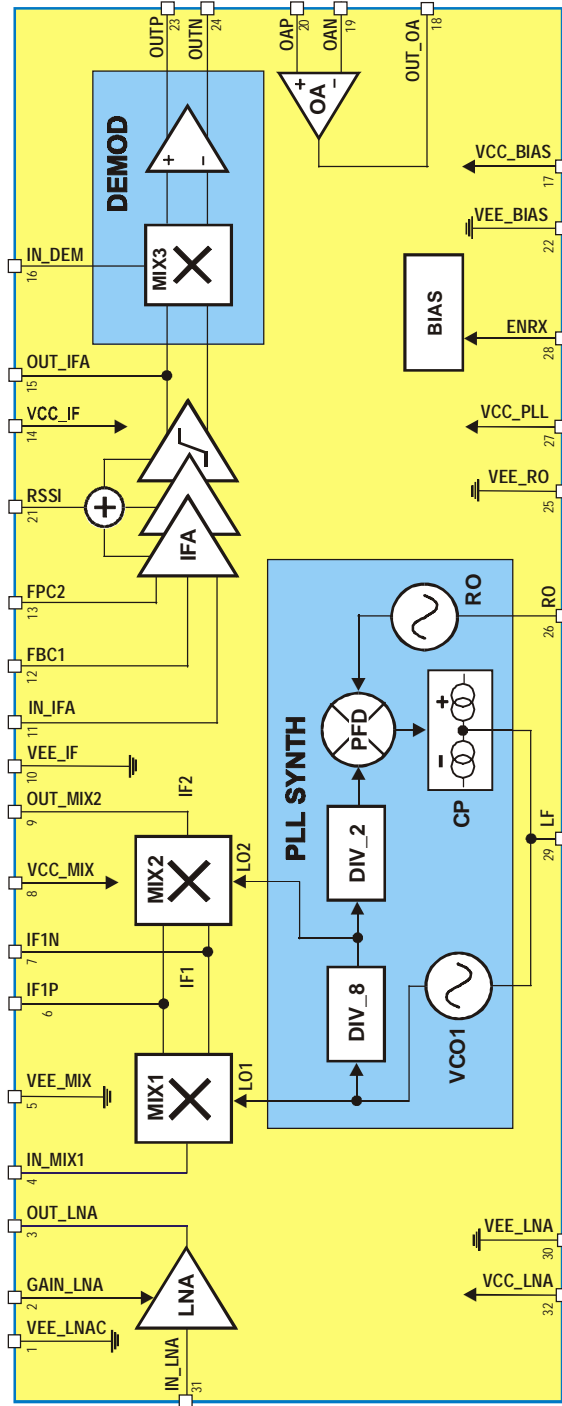 VEE_LNAC
1
GAIN_LNA
2
OUT_LNA
3
IN_MIX1
4
VEE_MIX
5
IF1P
6
IF1N
7
VCC_MIX
8
OUT_MIX2
9
VEE_IF
10
IN_IFA
11
FBC1
12
FPC2
13
RSSI
21
VCC_IF
14
OUT_IFA
15
IN_DEM
16
OUTP
23
OUTN
24
OAP
20
OAN
19
OUT_OA
18
IN_LNA
31
LNA
MIX1
IF1
MIX2
IF2
LO1
LO2
IFA
+
DEMOD
MIX3
+
−
OA
+
−
PLL SYNTH
DIV_8
DIV_2
PFD
RO
VCO1
CP
−
+
BIAS
VCC_LNA
32
VEE_LNA
30
LF
29
RO
26
VEE_RO
25
VCC_PLL
27
ENRX
28
VEE_BIAS
22
VCC_BIAS
17